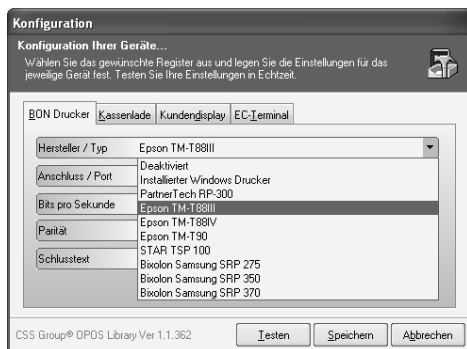 Konfiguration
Konfiguration Ihrer Geräte...
Wählen Sie das gewünschte Register aus und legen Sie die Einstellungen für das
jeweilige Gerät fest. Testen Sie Ihre Einstellungen in Echtzeit.
BON Drucker Kassenlade Kundendisplay EC-Terminal
Hersteller / Typ Epson TM-T88III
Anschluss / Port
Bits pro Sekunde
Parität
Schlusstext
Deaktiviert
Installierter Windows Drucker
PartnerTech RP-300
Epson TM-T88III
Epson TM-T88IV
Epson TM-T90
STAR TSP 100
Bixolon Samsung SRP 275
Bixolon Samsung SRP 350
Bixolon Samsung SRP 370
CSS Group® OPOS Library Ver 1.1.362
Testen Speichern Abbrechen